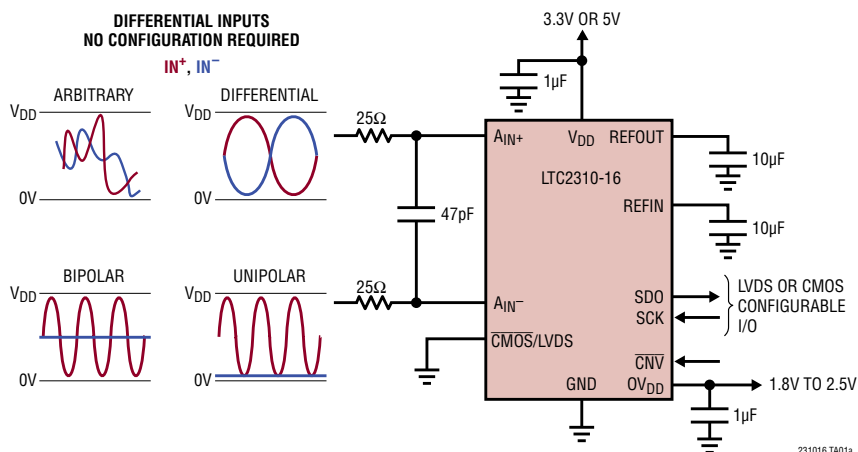 DIFFERENTIAL INPUTS
NO CONFIGURATION REQUIRED
IN+, IN−
ARBITRARY
VDD
0V
DIFFERENTIAL
BIPOLAR
VDD
0V
UNIPOLAR
VDD
0V
25Ω
47pF
25Ω
3.3V OR 5V
1µF
AIN+
VDD
REFOUT
LTC2310-16
REFIN
10µF
10µF
AIN−
SDO
SCK
LVDS OR CMOS
CONFIGURABLE
I/O
CMOS/LVDS
CNV
GND
OVDD
1.8V TO 2.5V
1µF
231016 TA01a